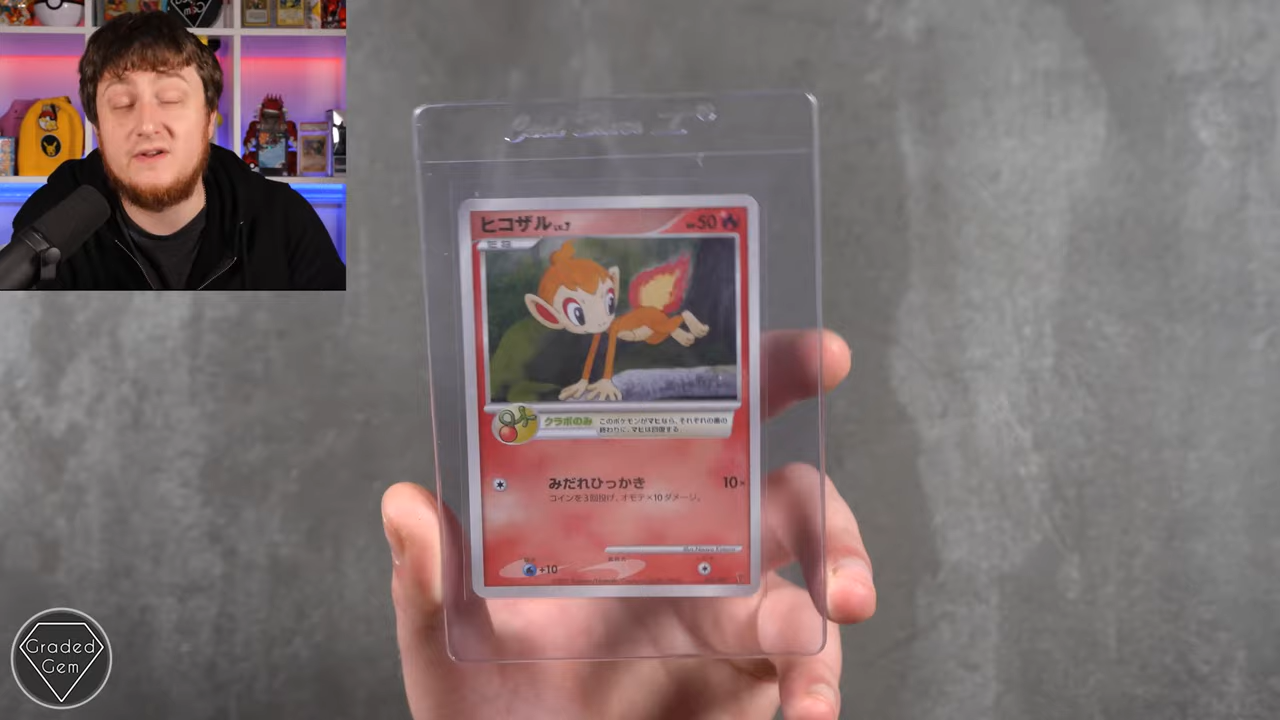 ヒコザル LV.7
HP50
クラボのみ
このポケモンがマヒなら、それぞれの番の
終わりに、マヒは回復する
みだれひっかき 10×
コインを3回投げ、オモテ×10ダメージ。
+10
Graded
Gem